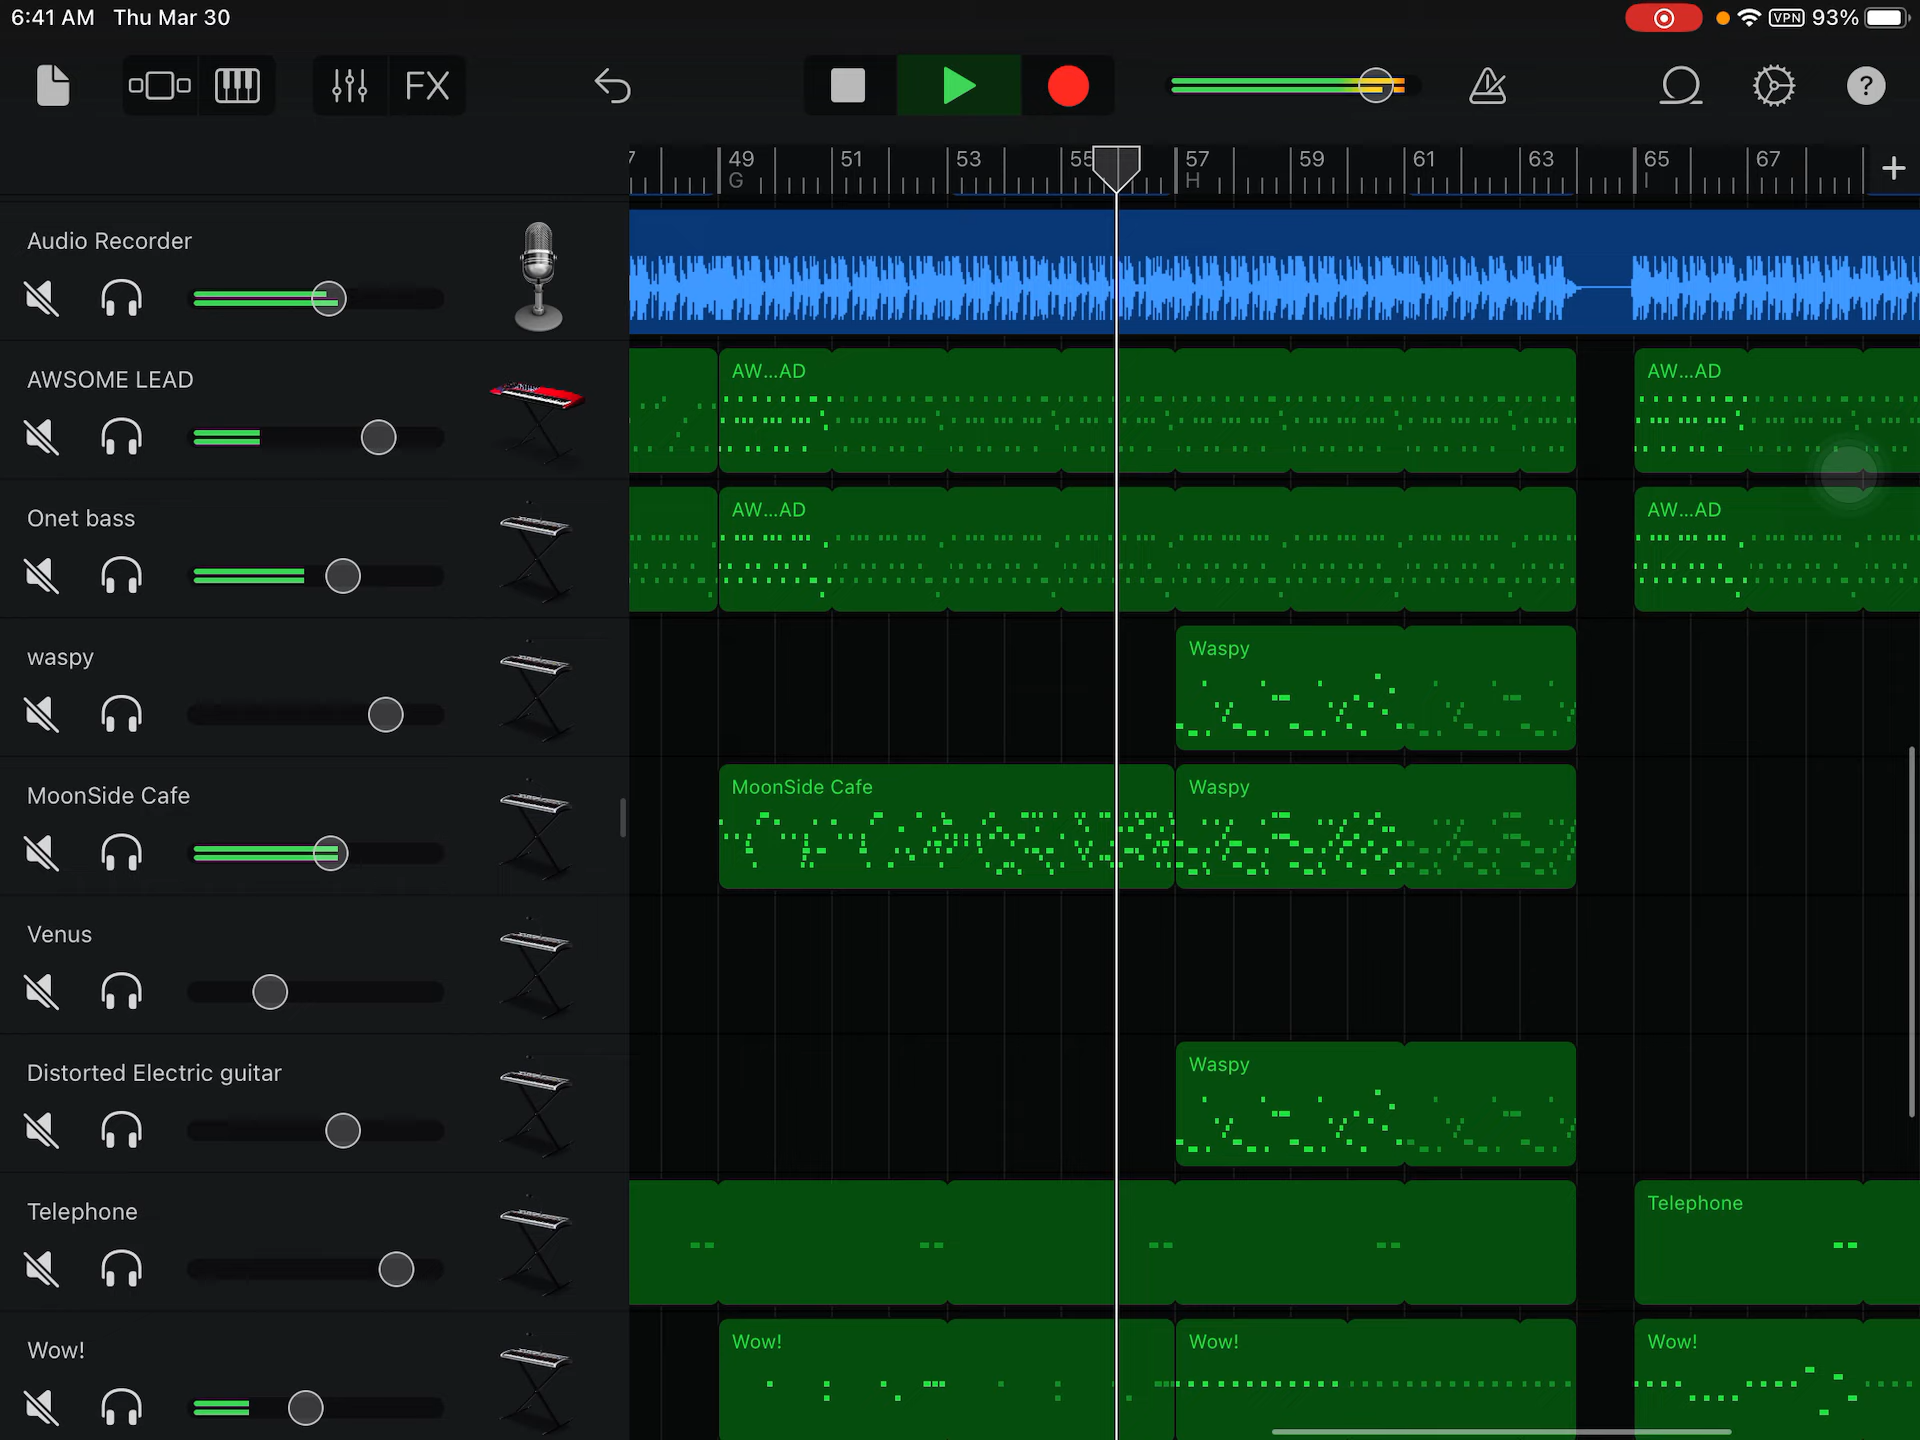 6:41 AM Thu Mar 30
VPN 93%
FX
?
7 49 51 53 55 57 59 61 63 65 67
G H I
Audio Recorder
AWSOME LEAD
AW...AD AW...AD
Onet bass
AW...AD AW...AD
waspy
Waspy
MoonSide Cafe
MoonSide Cafe Waspy
Venus
Distorted Electric guitar
Waspy
Telephone
Telephone
Wow!
Wow! Wow! Wow!